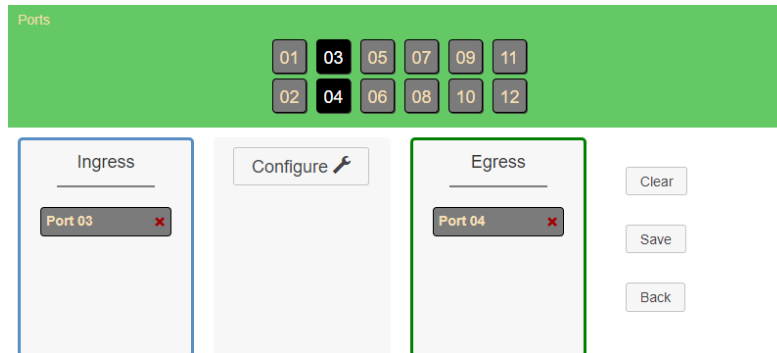 Ports
01 03 05 07 09 11
02 04 06 08 10 12
Ingress
Configure
Egress
Port 03
Port 04
Clear
Save
Back